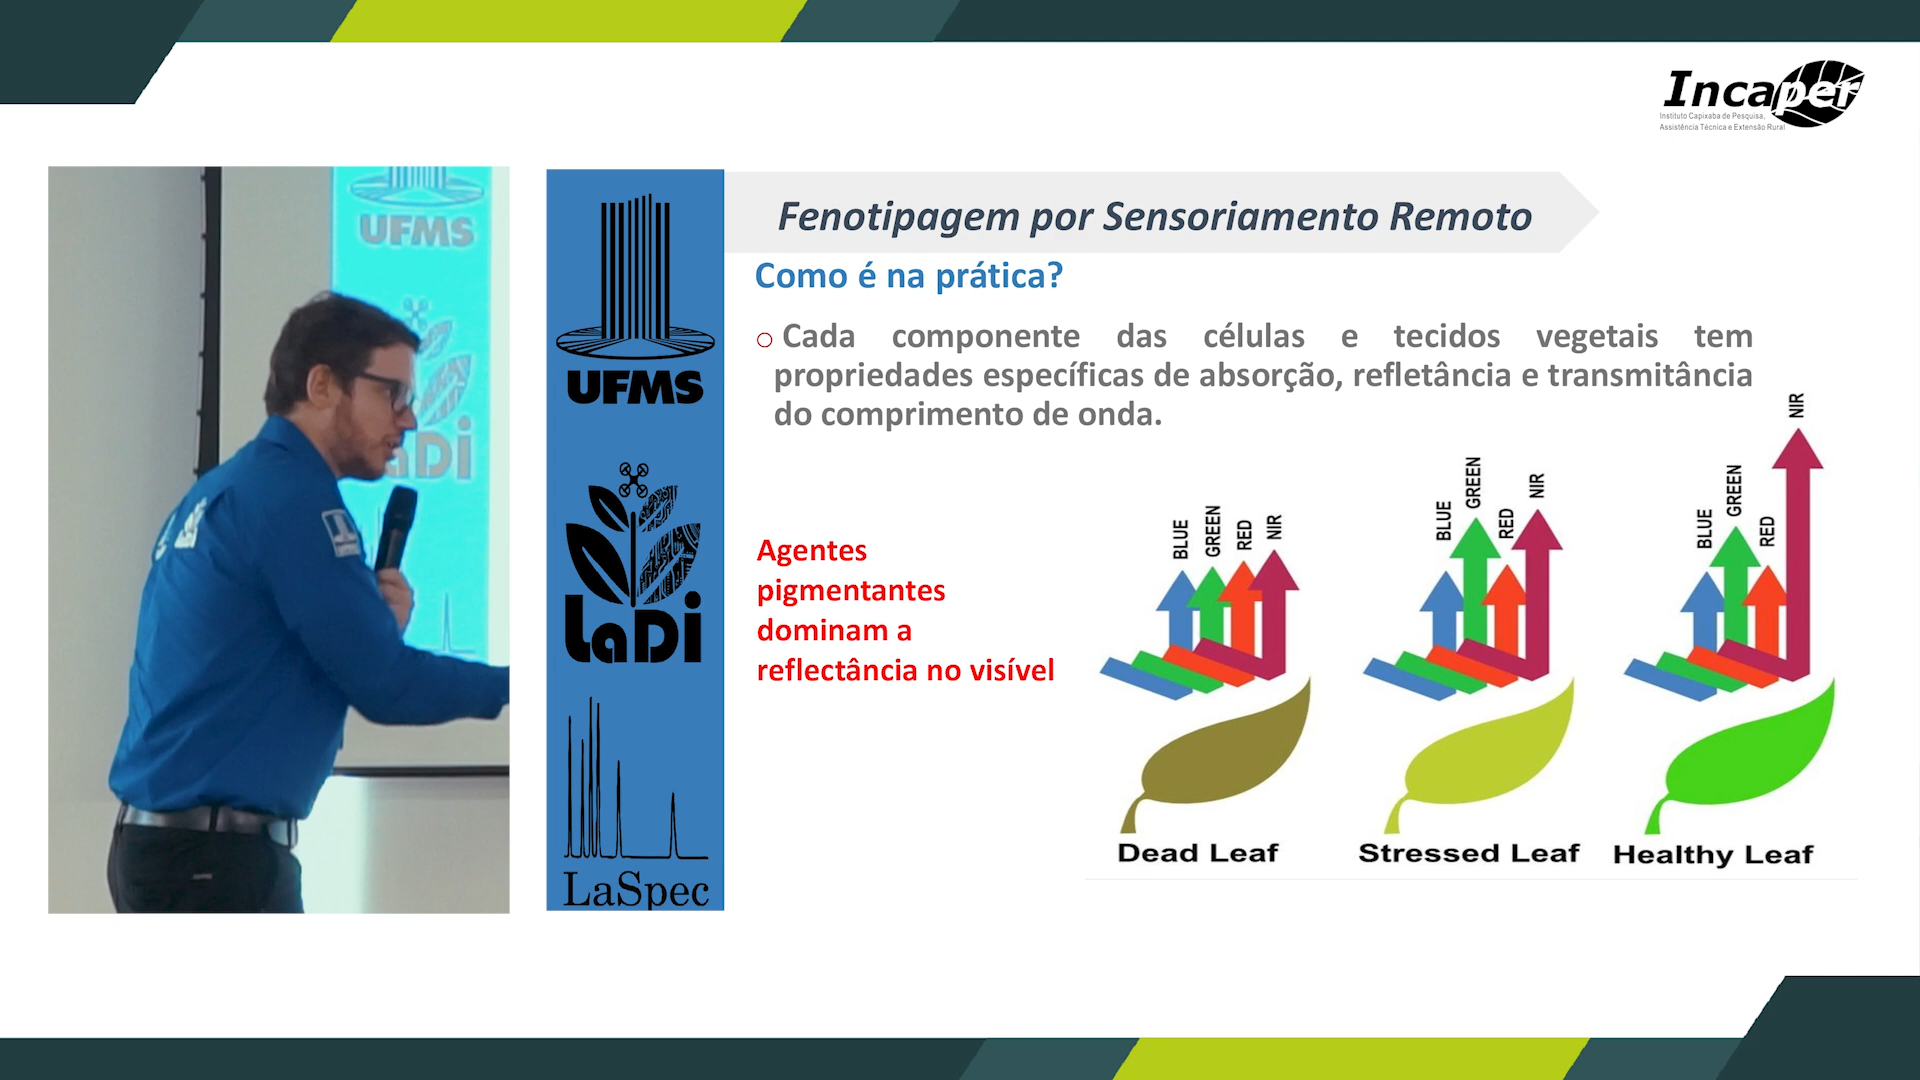 Incaper
Instituto Capixaba de Pesquisa,
Assistência Técnica e Extensão Rural
UFMS
aDi
UFMS
LaDi
LaSpec
Fenotipagem por Sensoriamento Remoto
Como é na prática?
Cada componente das células e tecidos vegetais tem
propriedades específicas de absorção, refletância e transmitância
do comprimento de onda.
Agentes
pigmentantes
dominam a
reflectância no visível
BLUE GREEN RED NIR
BLUE GREEN RED NIR
BLUE GREEN RED NIR
Dead Leaf
Stressed Leaf
Healthy Leaf